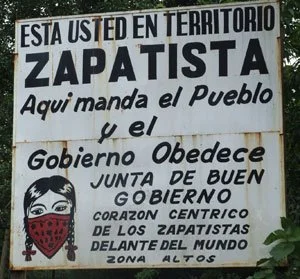 ESTA USTED EN TERRITORIO
ZAPATISTA
Aqui manda el Pueblo
y el
Gobierno Obedece
JUNTA DE BUEN
GOBIERNO
CORAZON CENTRICO
DE LOS ZAPATISTAS
DELANTE DEL MUNDO
ZONA ALTOS